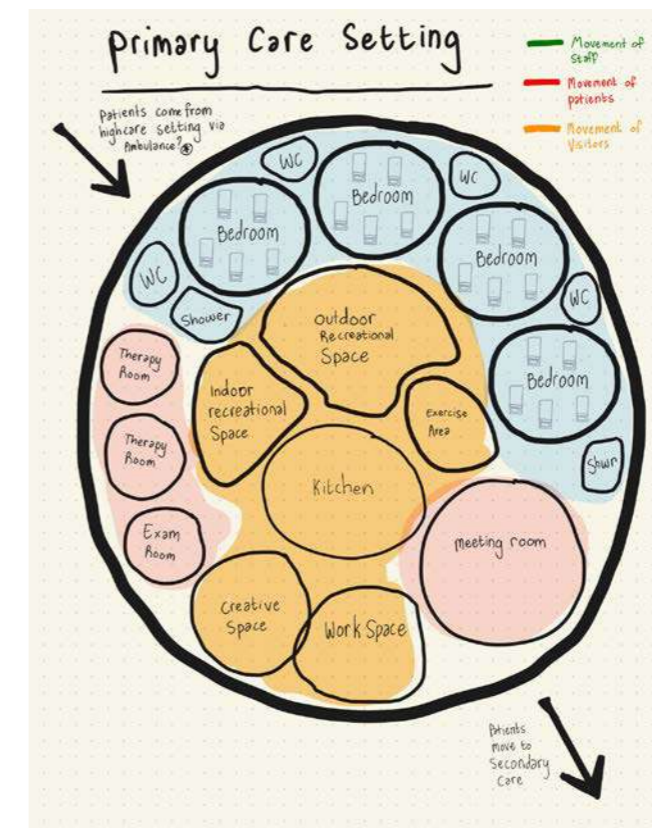 Primary Care Setting
Movement of
Staff
Movement of
patients
Movement of
Visitors
Patients come from
highcare setting via
Ambulance?
WC
WC
Bedroom
Bedroom
Bedroom
WC
WC
Shower
Bedroom
Outdoor
Recreational
Space
Therapy
Room
Indoor
recreational
Space
Exercise
Area
Therapy
Room
Shwr
Kitchen
Exam
Room
Meeting room
Creative
Space
Work Space
Patients
move to
Secondary
Care